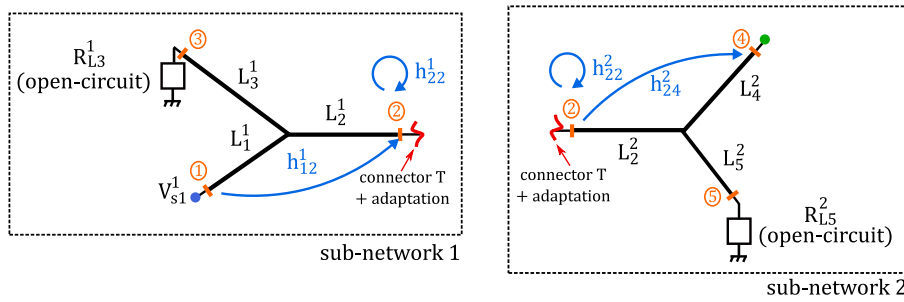 R¹L3
(open-circuit)
③
L¹3
L¹1
L¹2
h¹22
②
h¹12
①
V¹s1
connector T
+ adaptation
sub-network 1
④
h²22
h²24
②
L²4
L²2
L²5
connector T
+ adaptation
⑤
R²L5
(open-circuit)
sub-network 2